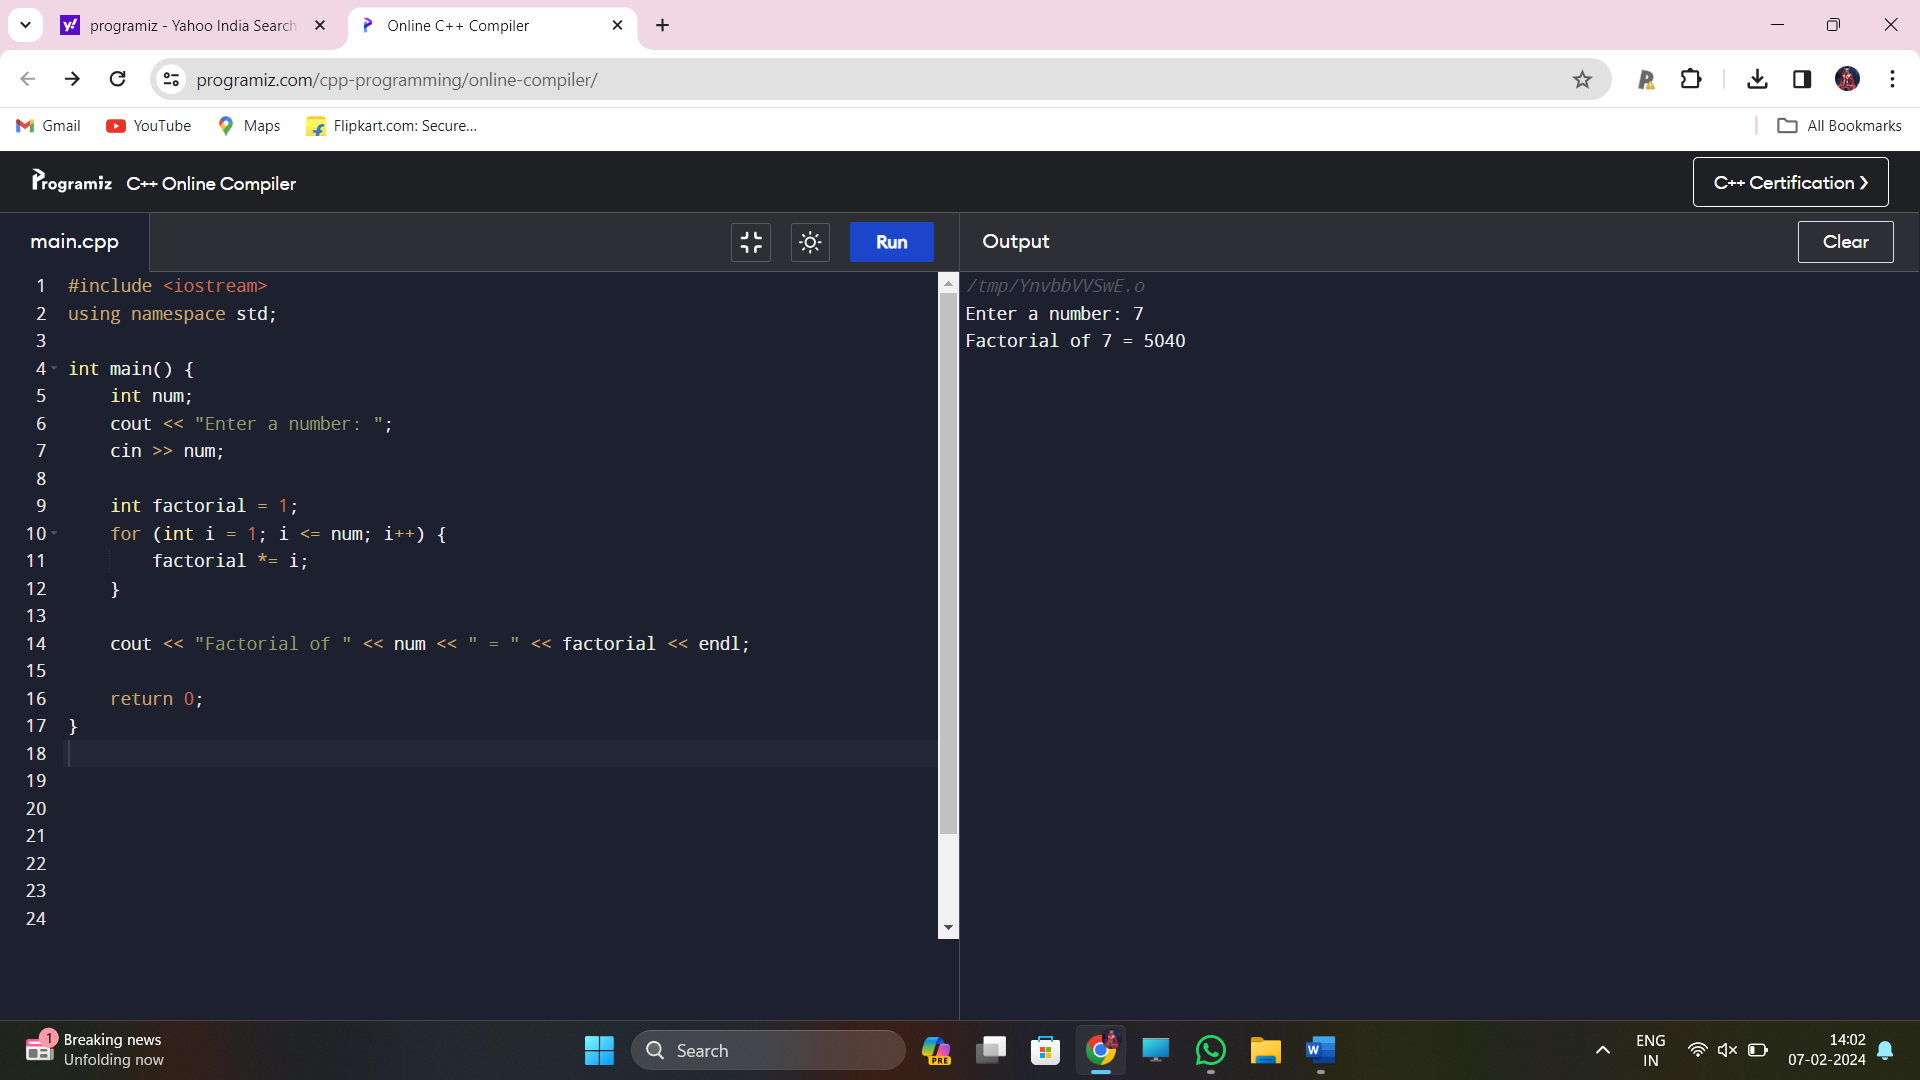 programiz - Yahoo India Search
Online C++ Compiler
programiz.com/cpp-programming/online-compiler/
Gmail
YouTube
Maps
Flipkart.com: Secure...
All Bookmarks
Programiz
C++ Online Compiler
C++ Certification
main.cpp
Run
Output
Clear
1 #include <iostream>
2 using namespace std;
3
4 int main() {
5 int num;
6 cout << "Enter a number: ";
7 cin >> num;
8
9 int factorial = 1;
10 for (int i = 1; i <= num; i++) {
11 factorial *= i;
12 }
13
14 cout << "Factorial of " << num << " = " << factorial << endl;
15
16 return 0;
17 }
18
19
20
21
22
23
24
/tmp/YnvbbVVSwE.o
Enter a number: 7
Factorial of 7 = 5040
1
Breaking news
Unfolding now
Search
PRE
W
ENG
IN
14:02
07-02-2024